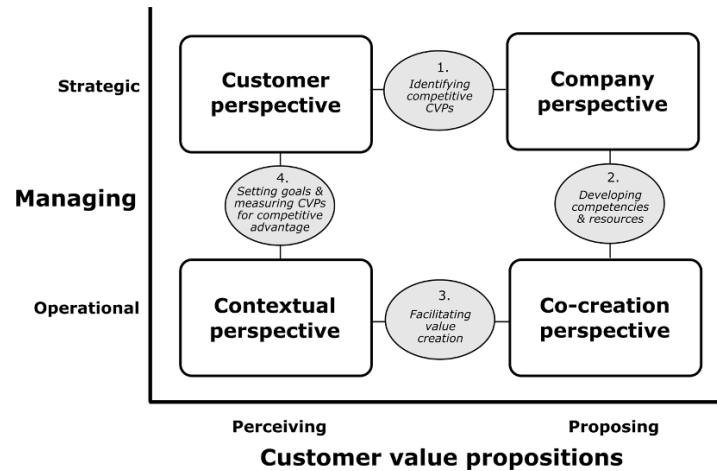 Strategic
Customer
perspective
1.
Identifying
competitive
CVPs
Company
perspective
Managing
4.
Setting goals &
measuring CVPs
for competitive
advantage
2.
Developing
competencies
& resources
Operational
Contextual
perspective
3.
Facilitating
value
creation
Co-creation
perspective
Perceiving
Proposing
Customer value propositions